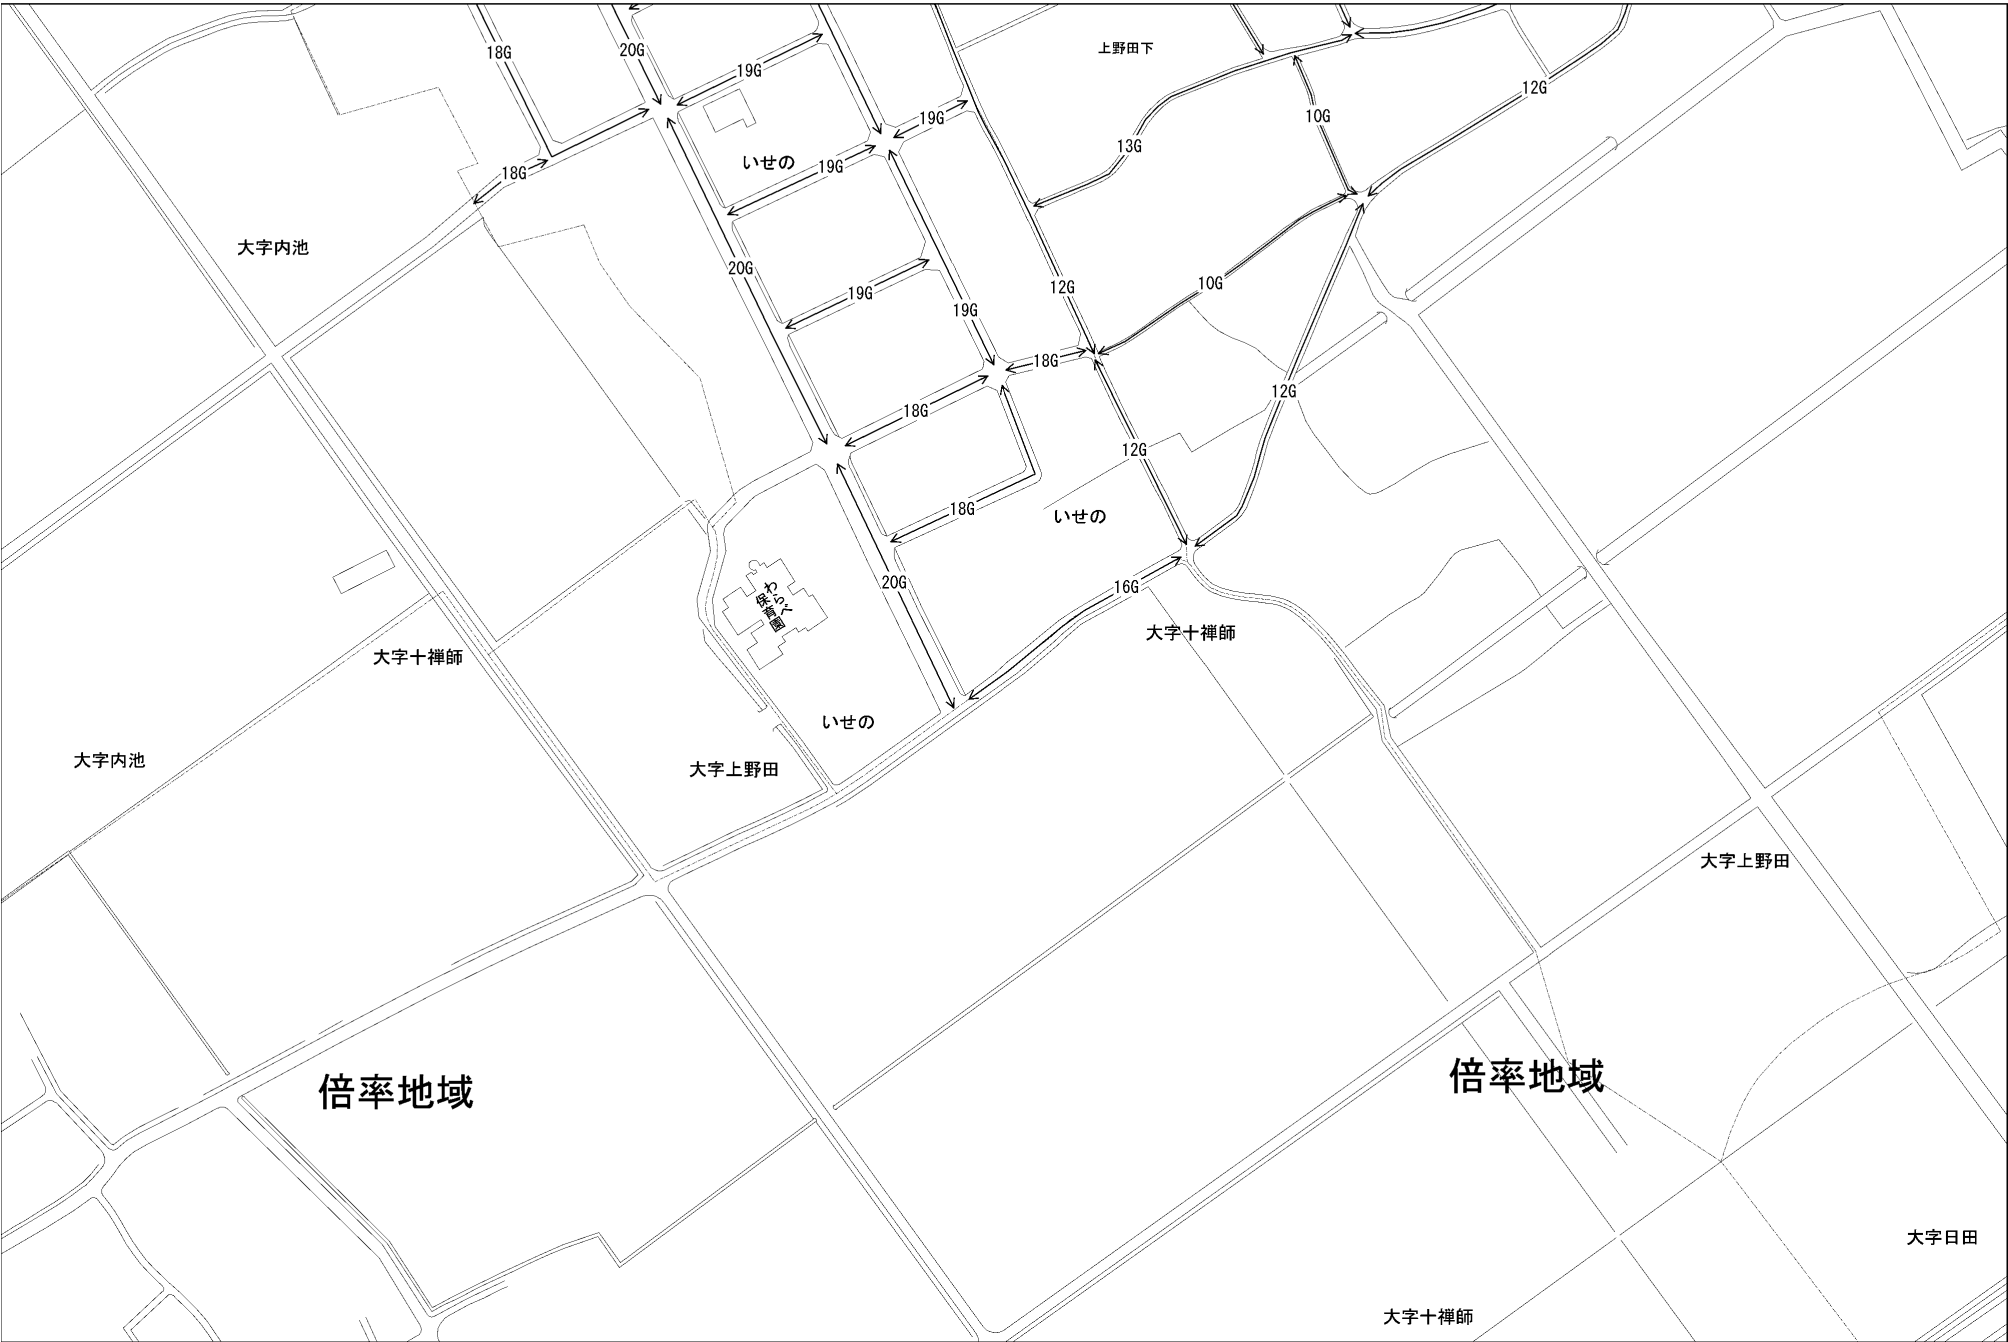 上野田下
18G
20G
19G
12G
19G
10G
13G
いせの
19G
18G
大字内池
20G
10G
12G
19G
19G
18G
12G
18G
12G
18G
いせの
20G
16G
わらべ
保育園
大字十禅師
大字十禅師
いせの
大字内池
大字上野田
大字上野田
倍率地域
倍率地域
大字日田
大字十禅師